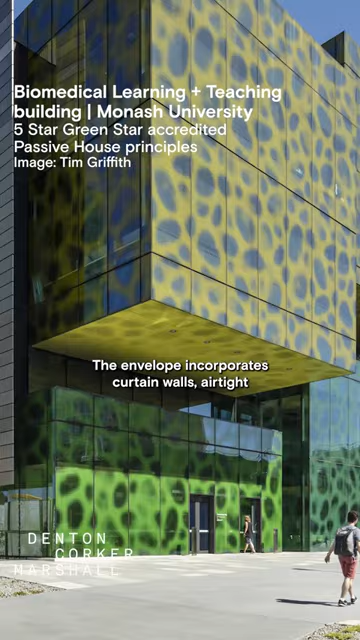 Biomedical Learning + Teaching
building | Monash University
5 Star Green Star accredited
Passive House principles
Image: Tim Griffith
The envelope incorporates
curtain walls, airtight
DENTON
CORKER
MARSHALL